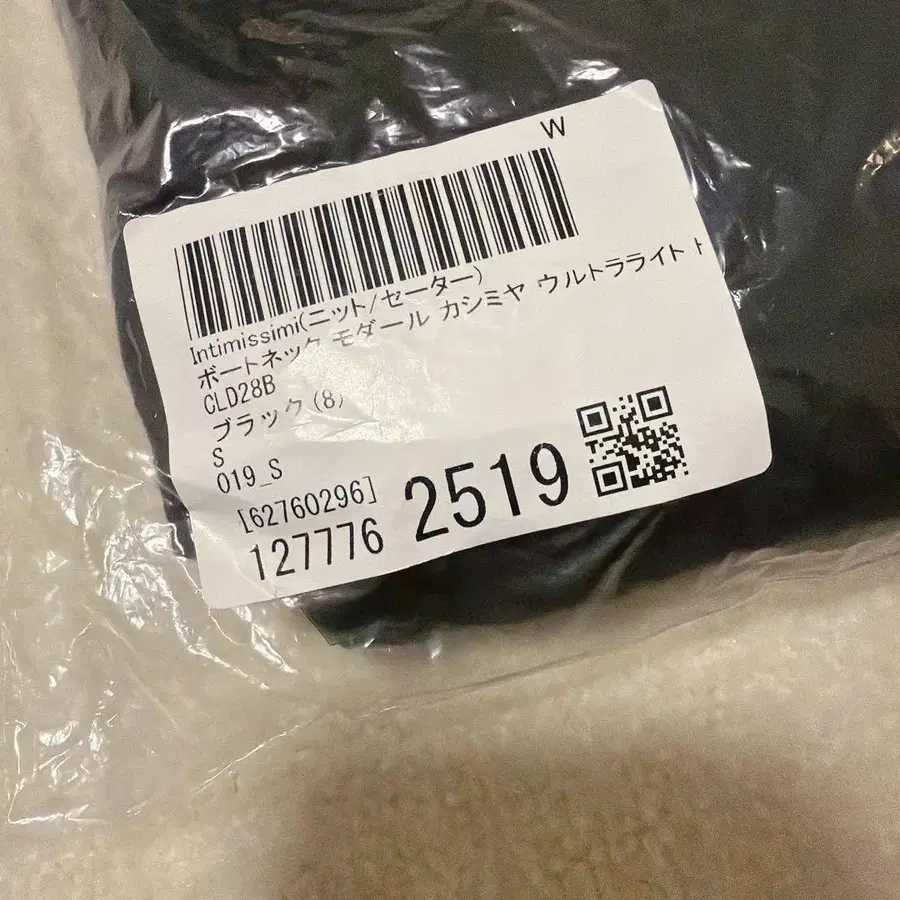 W
Intimissimi(ニット/セーター)
ボートネック モダール カシミヤ ウルトラライト ト
CLD28B
ブラック(8)
S
019_S
[62760296]
127776 2519